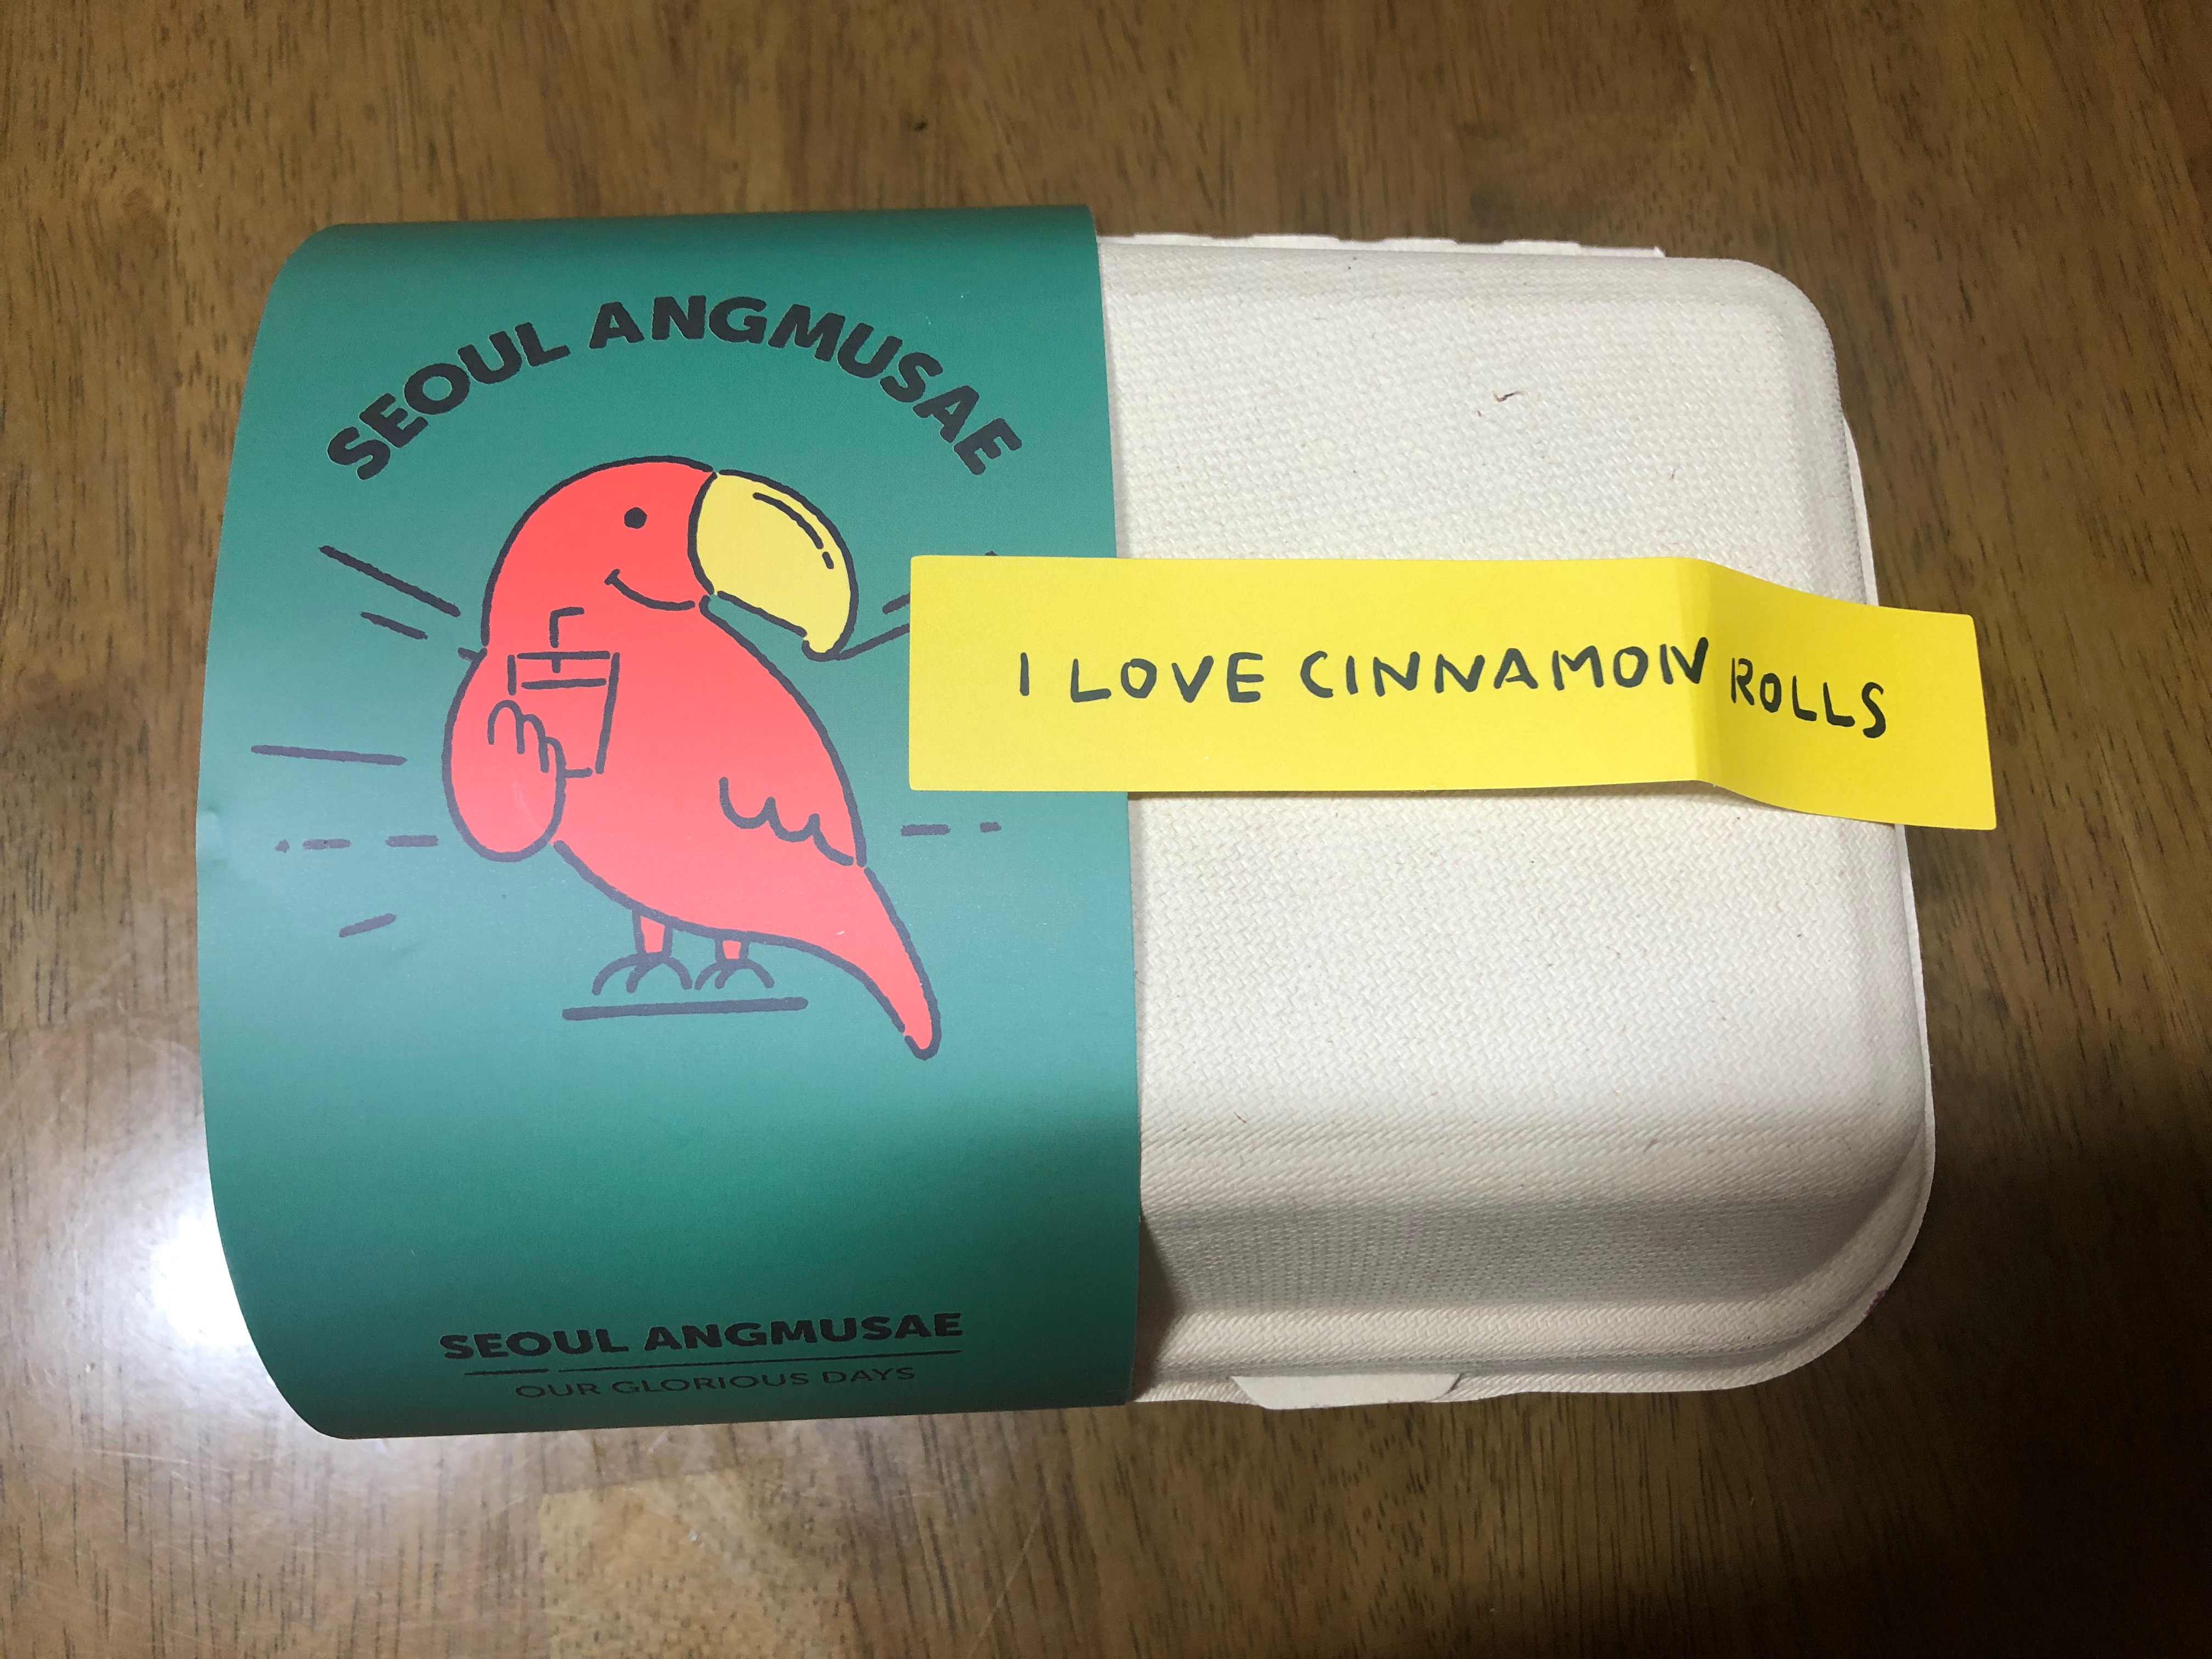 SEOUL ANGMUSAE
I LOVE CINNAMON ROLLS
SEOUL ANGMUSAE
OUR GLORIOUS DAYS